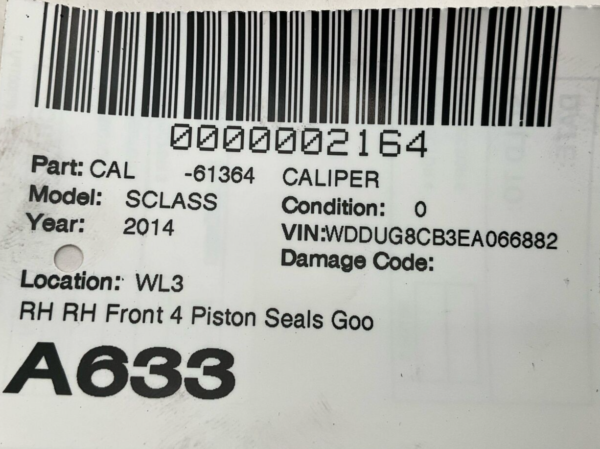 0000002164
Part: CAL -61364 CALIPER
Model: SCLASS Condition: 0
Year: 2014 VIN:WDDUG8CB3EA066882
Damage Code:
Location: WL3
RH RH Front 4 Piston Seals Goo
A633